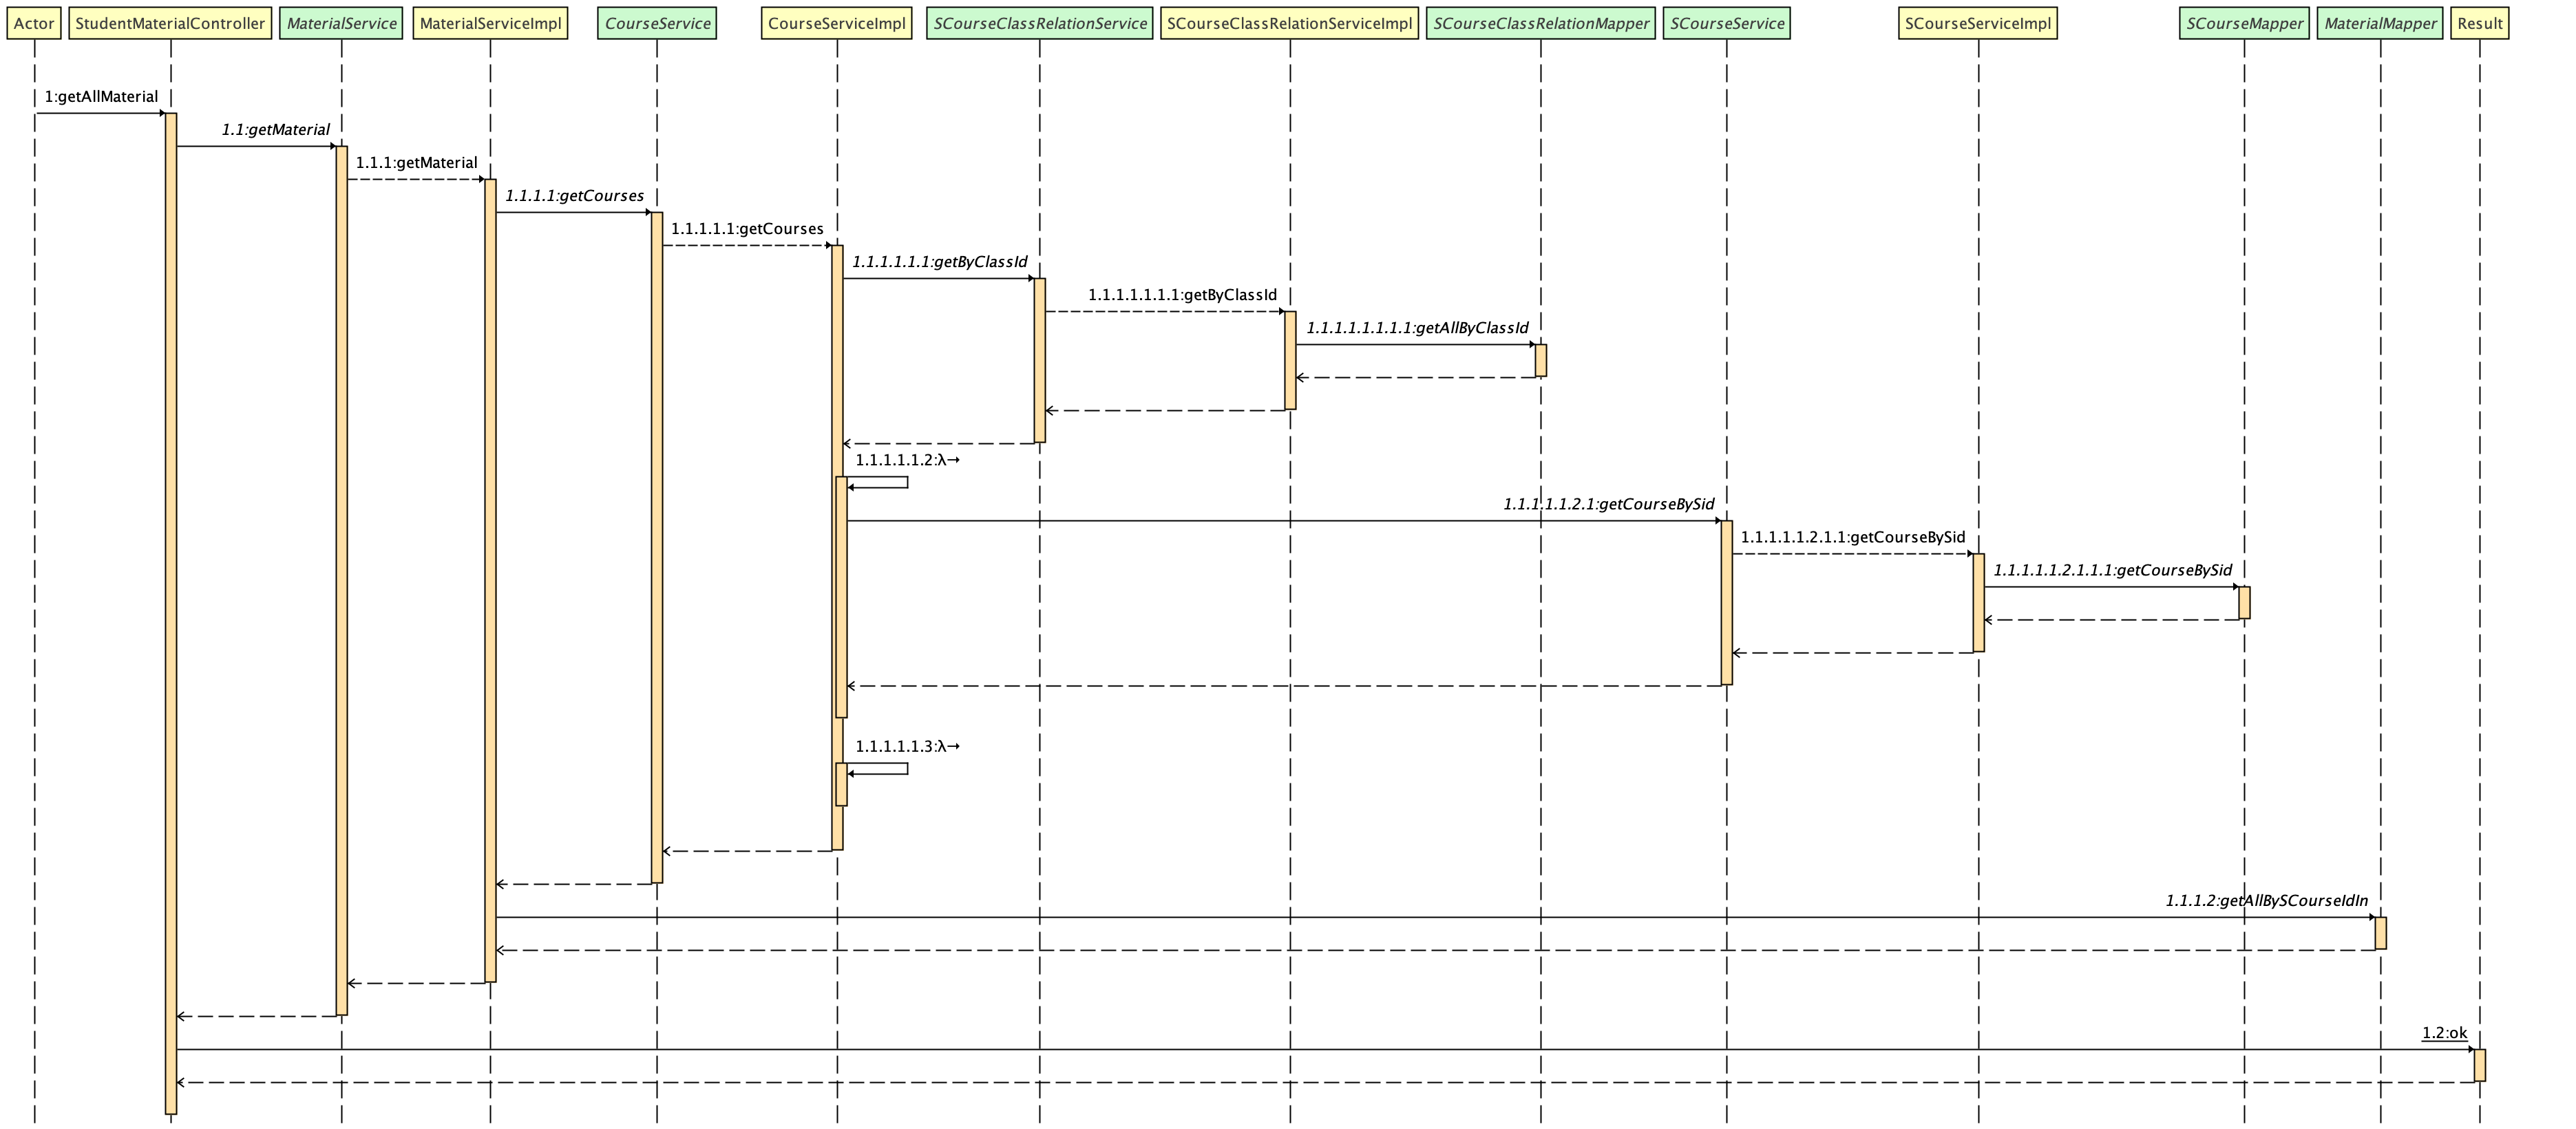 Actor
StudentMaterialController
MaterialService
MaterialServiceImpl
CourseService
CourseServiceImpl
SCourseClassRelationService
SCourseClassRelationServiceImpl
SCourseClassRelationMapper
SCourseService
SCourseServiceImpl
SCourseMapper
MaterialMapper
Result
1:getAllMaterial
1.1:getMaterial
1.1.1:getMaterial
1.1.1.1:getCourses
1.1.1.1.1:getCourses
1.1.1.1.1.1:getByClassId
1.1.1.1.1.1.1:getByClassId
1.1.1.1.1.1.1.1:getAllByClassId
1.1.1.1.1.2:λ→
1.1.1.1.1.2.1:getCourseBySid
1.1.1.1.1.2.1.1:getCourseBySid
1.1.1.1.1.2.1.1.1:getCourseBySid
1.1.1.1.1.3:λ→
1.1.1.2:getAllBySCourseIdIn
1.2:ok